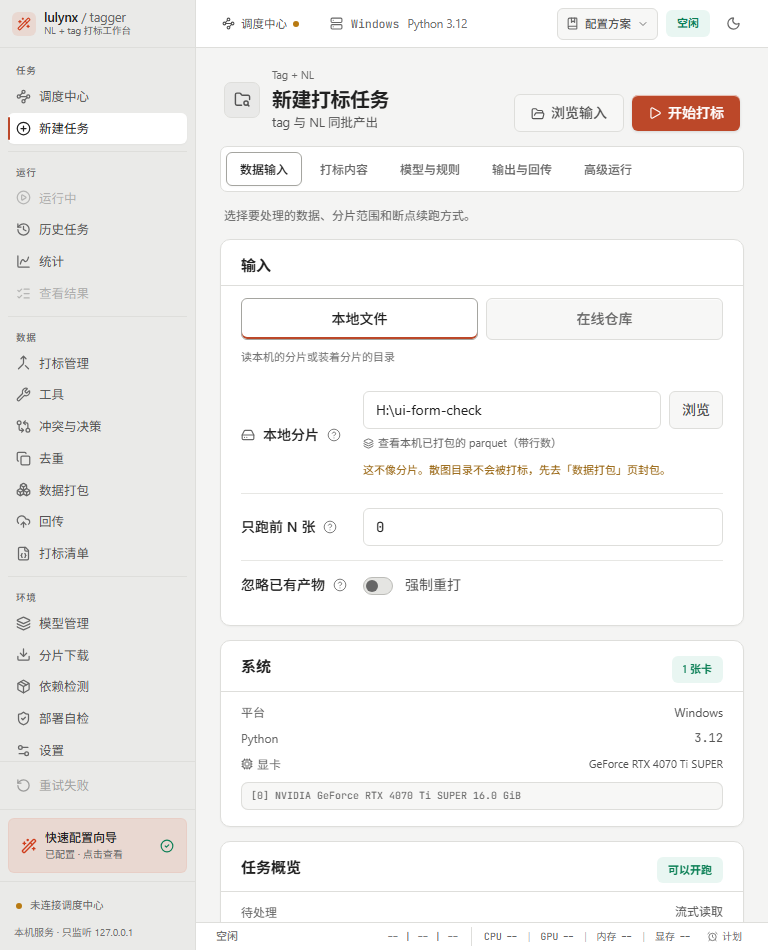 lulynx / tagger
NL + tag 打标工作台
任务
调度中心
新建任务
运行
运行中
历史任务
统计
查看结果
数据
打标管理
工具
冲突与决策
去重
数据打包
回传
打标清单
环境
模型管理
分片下载
依赖检测
部署自检
设置
重试失败
快速配置向导
已配置 · 点击查看
未连接调度中心
本机服务 · 只监听 127.0.0.1
调度中心
Windows Python 3.12
配置方案
空闲
Tag + NL
新建打标任务
tag 与 NL 同批产出
浏览输入
开始打标
数据输入
打标内容
模型与规则
输出与回传
高级运行
选择要处理的数据、分片范围和断点续跑方式。
输入
本地文件
在线仓库
读本机的分片或装着分片的目录
本地分片
H:\ui-form-check
浏览
查看本机已打包的 parquet（带行数）
这不像分片。散图目录不会被打标，先去「数据打包」页封包。
只跑前 N 张
0
忽略已有产物
强制重打
系统
1 张卡
平台
Windows
Python
3.12
显卡
GeForce RTX 4070 Ti SUPER
[0] NVIDIA GeForce RTX 4070 Ti SUPER 16.0 GiB
任务概览
可以开跑
待处理
流式读取
空闲
-- | -- | --
CPU -- | GPU -- | 内存 -- | 显存 --
计划